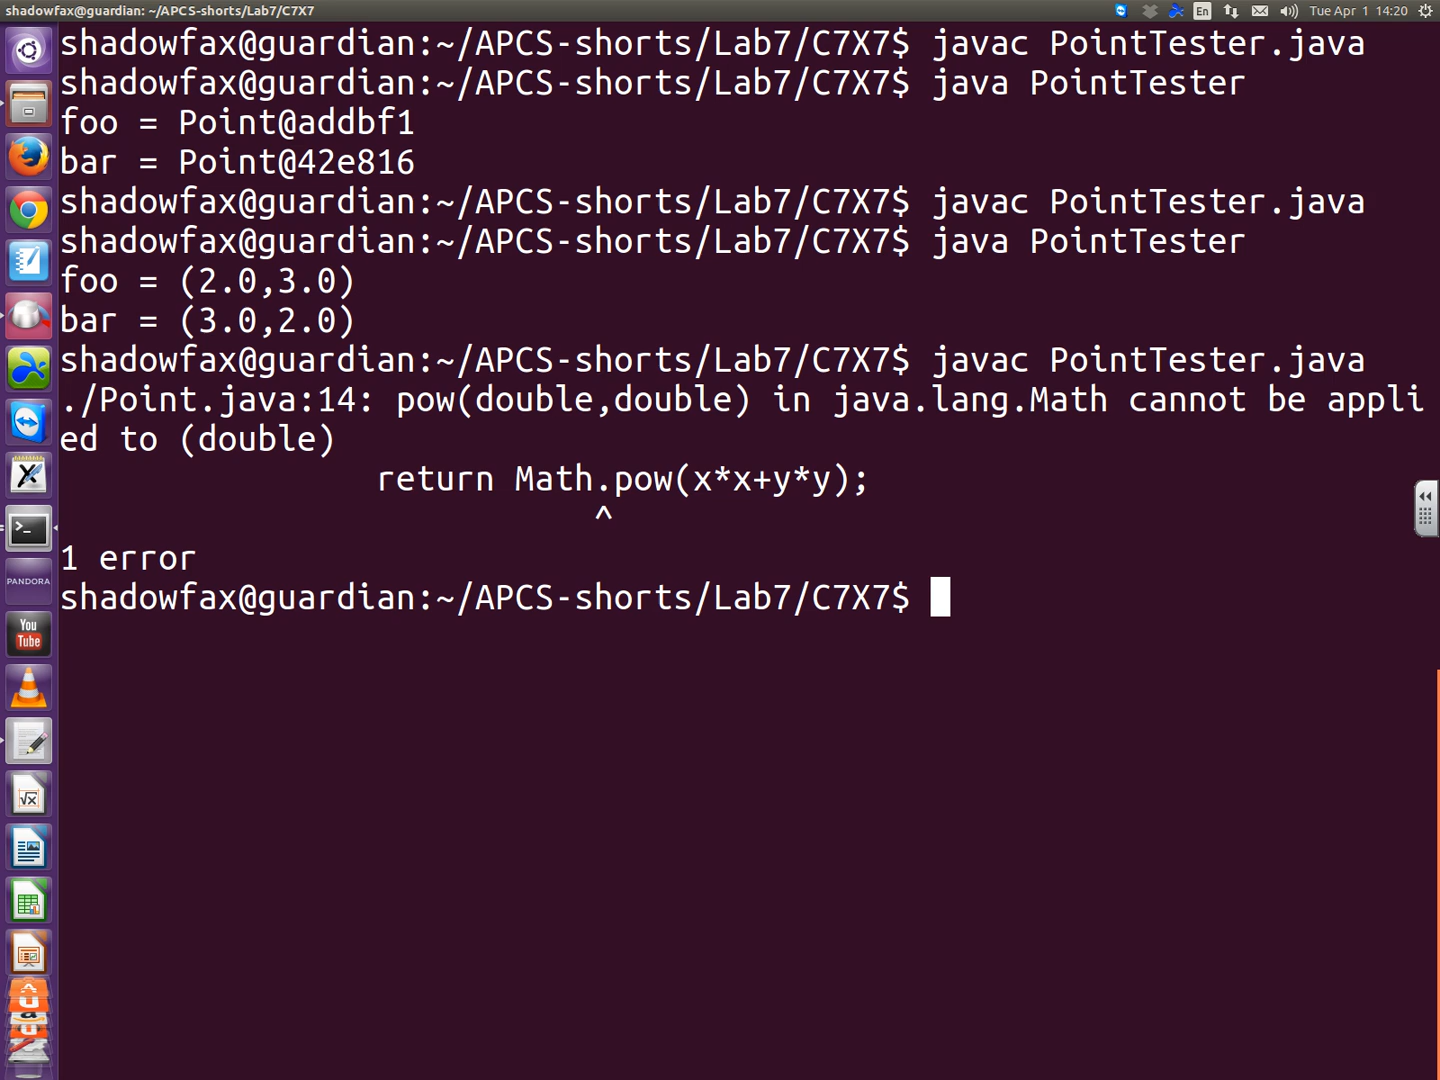 shadowfax@guardian: ~/APCS-shorts/Lab7/C7X7
En
Tue Apr 1 14:20
shadowfax@guardian:~/APCS-shorts/Lab7/C7X7$ javac PointTester.java
shadowfax@guardian:~/APCS-shorts/Lab7/C7X7$ java PointTester
foo = Point@addbf1
bar = Point@42e816
shadowfax@guardian:~/APCS-shorts/Lab7/C7X7$ javac PointTester.java
shadowfax@guardian:~/APCS-shorts/Lab7/C7X7$ java PointTester
foo = (2.0,3.0)
bar = (3.0,2.0)
shadowfax@guardian:~/APCS-shorts/Lab7/C7X7$ javac PointTester.java
./Point.java:14: pow(double,double) in java.lang.Math cannot be appli
ed to (double)
return Math.pow(x*x+y*y);
^
1 error
shadowfax@guardian:~/APCS-shorts/Lab7/C7X7$
PANDORA
You
Tube